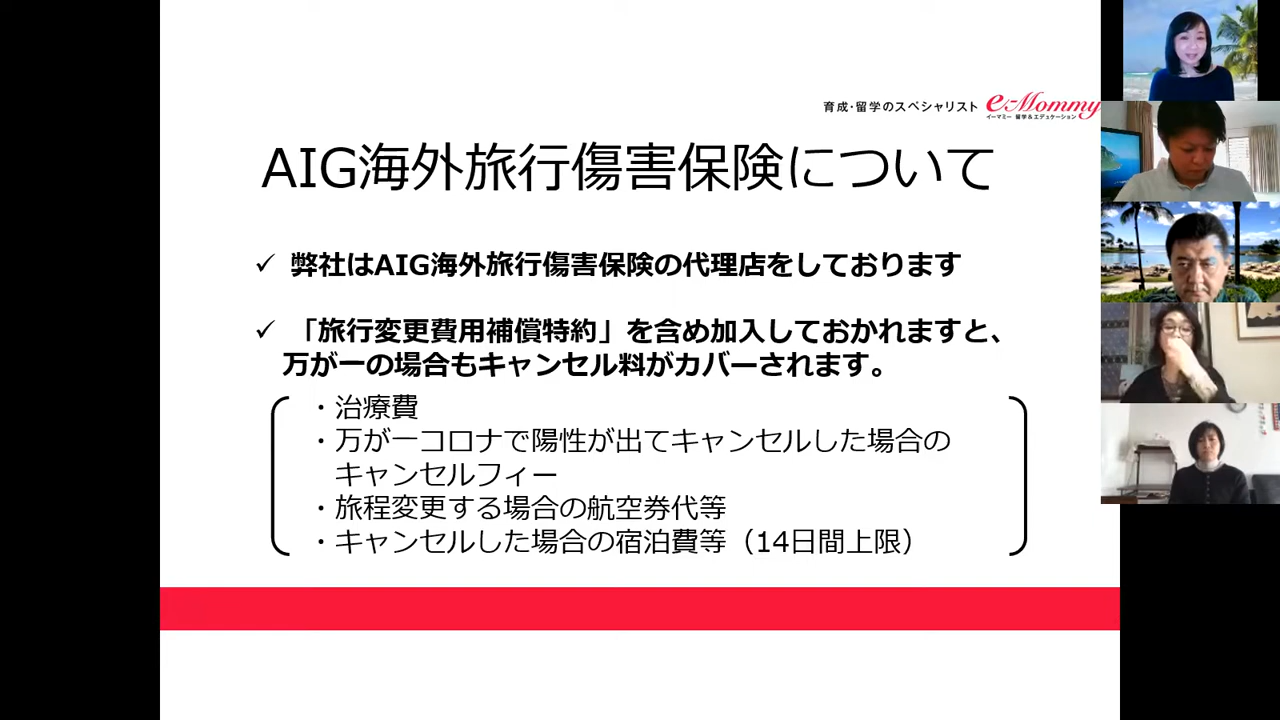 育成・留学のスペシャリスト e-Mommy
イーマミー 留学&エデュケーション
AIG海外旅行傷害保険について
✓ 弊社はAIG海外旅行傷害保険の代理店をしております
✓ 「旅行変更費用補償特約」を含め加入しておかれますと、
万が一の場合もキャンセル料がカバーされます。
・治療費
・万が一コロナで陽性が出てキャンセルした場合の
キャンセルフィー
・旅程変更する場合の航空券代等
・キャンセルした場合の宿泊費等（14日間上限）